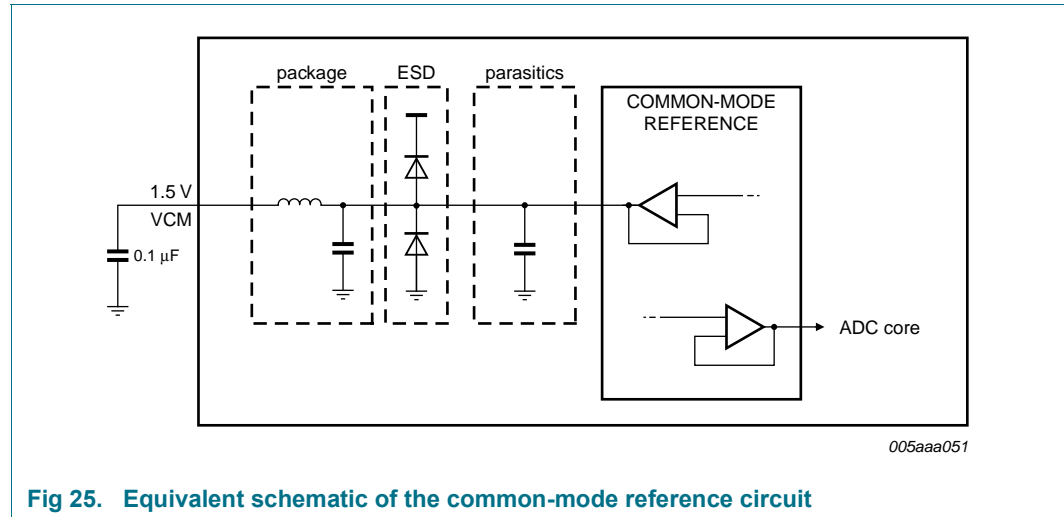 package
ESD
parasitics
COMMON-MODE
REFERENCE
1.5 V
VCM
0.1 μF
ADC core
005aaa051
Fig 25. Equivalent schematic of the common-mode reference circuit